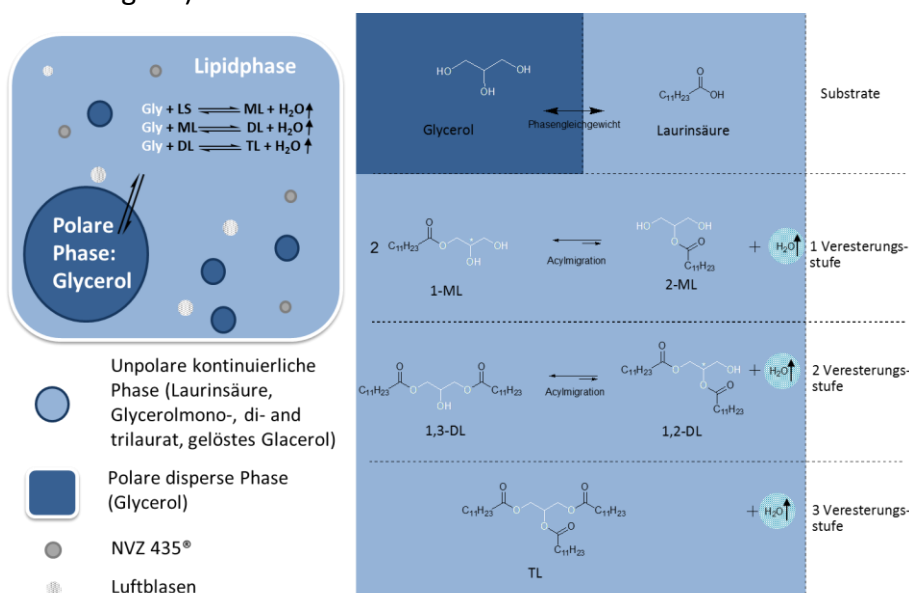 Lipidphase
Gly + LS ML + H₂O
Gly + ML DL + H₂O
Gly + DL TL + H₂O
Polare
Phase:
Glycerol
Unpolare kontinuierliche
Phase (Laurinsäure,
Glycerolmono-, di- and
trilaurat, gelöstes Glacerol)
Polare disperse Phase
(Glycerol)
NVZ 435®
Luftblasen
HO OH
OH
Glycerol
Phasengleichgewicht
O
C₁₁H₂₃ OH
Laurinsäure
Substrate
2
O
C₁₁H₂₃ O * OH
OH
1-ML
Acylmigration
HO OH
O O
C₁₁H₂₃
2-ML
+ H₂O
1 Veresterungs-
stufe
O O
C₁₁H₂₃ O O C₁₁H₂₃
OH
1,3-DL
Acylmigration
O
C₁₁H₂₃ O * OH
O O
C₁₁H₂₃
1,2-DL
+ H₂O
2 Veresterungs-
stufe
O O
C₁₁H₂₃ O O C₁₁H₂₃
O O
C₁₁H₂₃
TL
+ H₂O
3 Veresterungs-
stufe